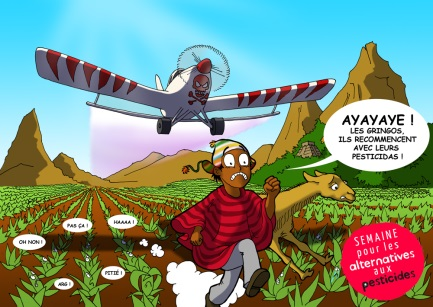 AYAYAYE !
LES GRINGOS,
ILS RECOMMENCENT
AVEC LEURS
PESTICIDAS !
PAS ÇA !
HAAAA !
OH NON !
PITIÉ !
ARG !
SEMAINE
pour les
alternatives
aux
pesticides